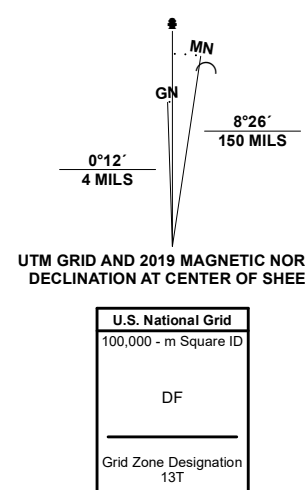 MN
GN
8°26´
150 MILS
0°12´
4 MILS
UTM GRID AND 2019 MAGNETIC NOR
DECLINATION AT CENTER OF SHEE
U.S. National Grid
100,000 - m Square ID
DF
Grid Zone Designation
13T